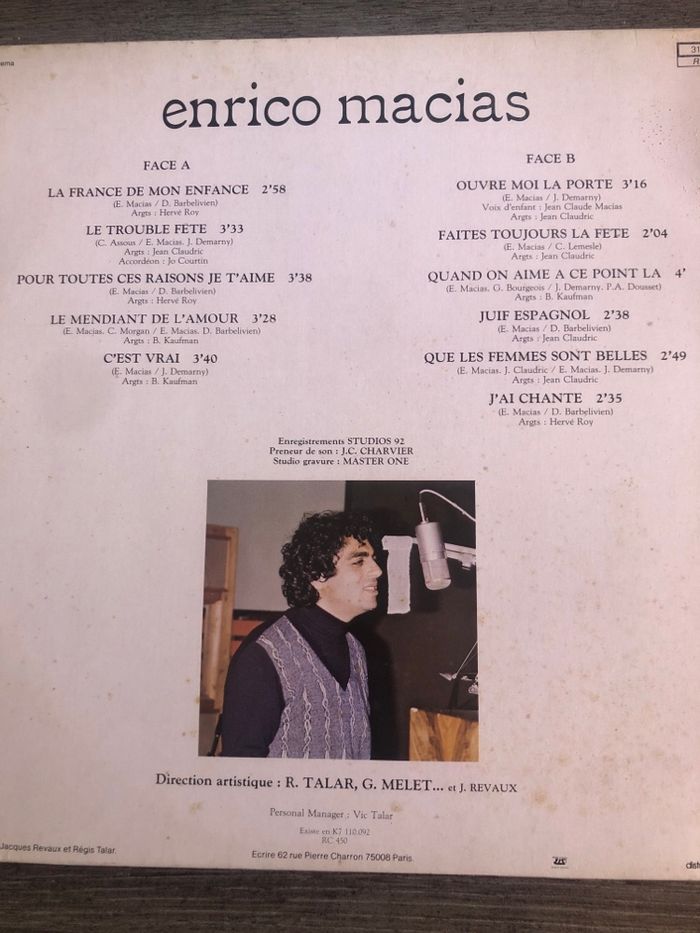 ema
31
R
enrico macias
FACE A
LA FRANCE DE MON ENFANCE 2'58
(E. Macias / D. Barbelivien)
Argts : Hervé Roy
LE TROUBLE FÊTE 3'33
(C. Assous / E. Macias. J. Demarny)
Argts : Jean Claudric
Accordéon : Jo Courtin
POUR TOUTES CES RAISONS JE T'AIME 3'38
(E. Macias / D. Barbelivien)
Argts : Hervé Roy
LE MENDIANT DE L'AMOUR 3'28
(E. Macias. C. Morgan / E. Macias. D. Barbelivien)
Argts : B. Kaufman
C'EST VRAI 3'40
(E. Macias / J. Demarny)
Argts : B. Kaufman
FACE B
OUVRE MOI LA PORTE 3'16
(E. Macias / J. Demarny)
Voix d'enfant : Jean Claude Macias
Argts : Jean Claudric
FAITES TOUJOURS LA FETE 2'04
(E. Macias / C. Lemesle)
Argts : Jean Claudric
QUAND ON AIME A CE POINT LA 4'
(E. Macias. G. Bourgeois / J. Demarny. P.A. Dousset)
Argts : B. Kaufman
JUIF ESPAGNOL 2'38
(E. Macias / D. Barbelivien)
Argts : Jean Claudric
QUE LES FEMMES SONT BELLES 2'49
(E. Macias. J. Claudric / E. Macias. J. Demarny)
Argts : Jean Claudric
J'AI CHANTE 2'35
(E. Macias / D. Barbelivien)
Argts : Hervé Roy
Enregistrements STUDIOS 92
Preneur de son : J.C. CHARVIER
Studio gravure : MASTER ONE
Direction artistique : R. TALAR, G. MELET... et J. REVAUX
Personal Manager : Vic Talar
Existe en K7 110.092
RC 450
Jacques Revaux et Régis Talar.
Ecrire 62 rue Pierre Charron 75008 Paris.
dist